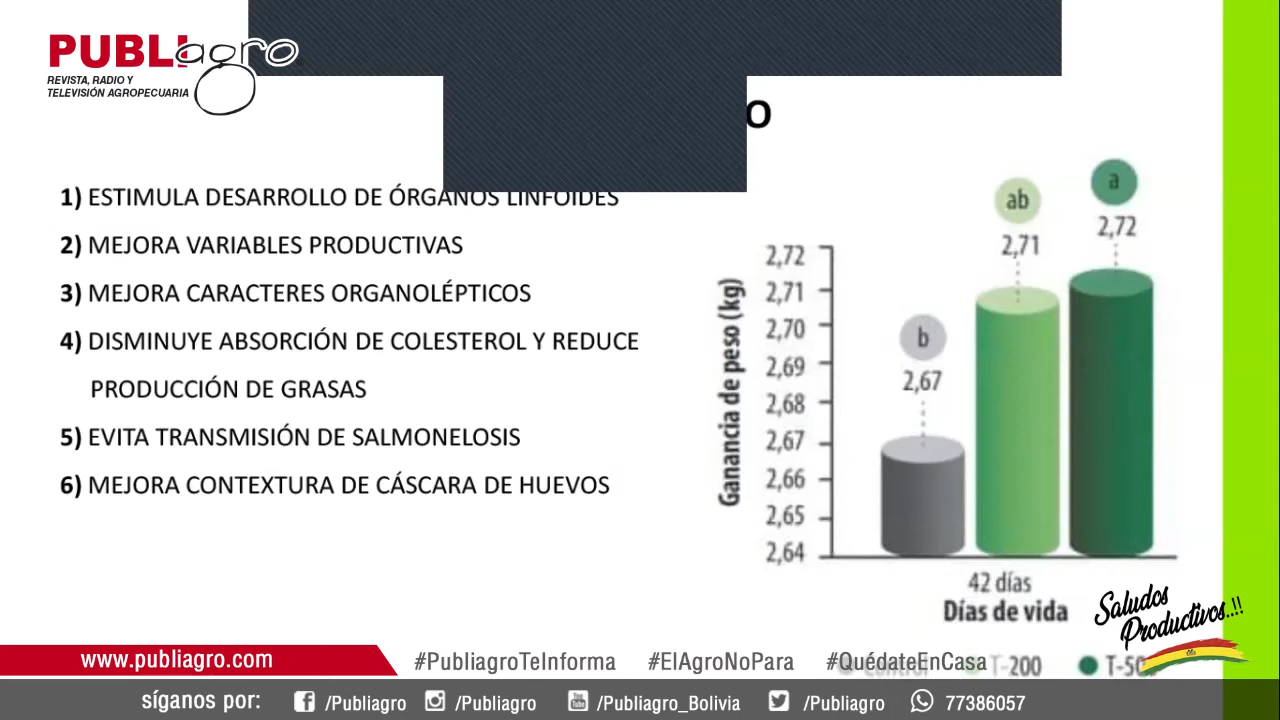 PUBLIagro
REVISTA, RADIO Y
TELEVISIÓN AGROPECUARIA
O
1) ESTIMULA DESARROLLO DE ÓRGANOS LINFOIDES
2) MEJORA VARIABLES PRODUCTIVAS
3) MEJORA CARACTERES ORGANOLÉPTICOS
4) DISMINUYE ABSORCIÓN DE COLESTEROL Y REDUCE
PRODUCCIÓN DE GRASAS
5) EVITA TRANSMISIÓN DE SALMONELOSIS
6) MEJORA CONTEXTURA DE CÁSCARA DE HUEVOS
Ganancia de peso (kg)
2,72
2,71
2,70
2,69
2,68
2,67
2,66
2,65
2,64
b
2,67
ab
2,71
a
2,72
42 días
Días de vida
Control T-200
Saludos
Productivos..!!
www.publiagro.com
#PubliagroTeInforma #ElAgroNoPara #QuédateEnCasa
síganos por: /Publiagro /Publiagro You Tube /Publiagro_Bolivia /Publiagro 77386057